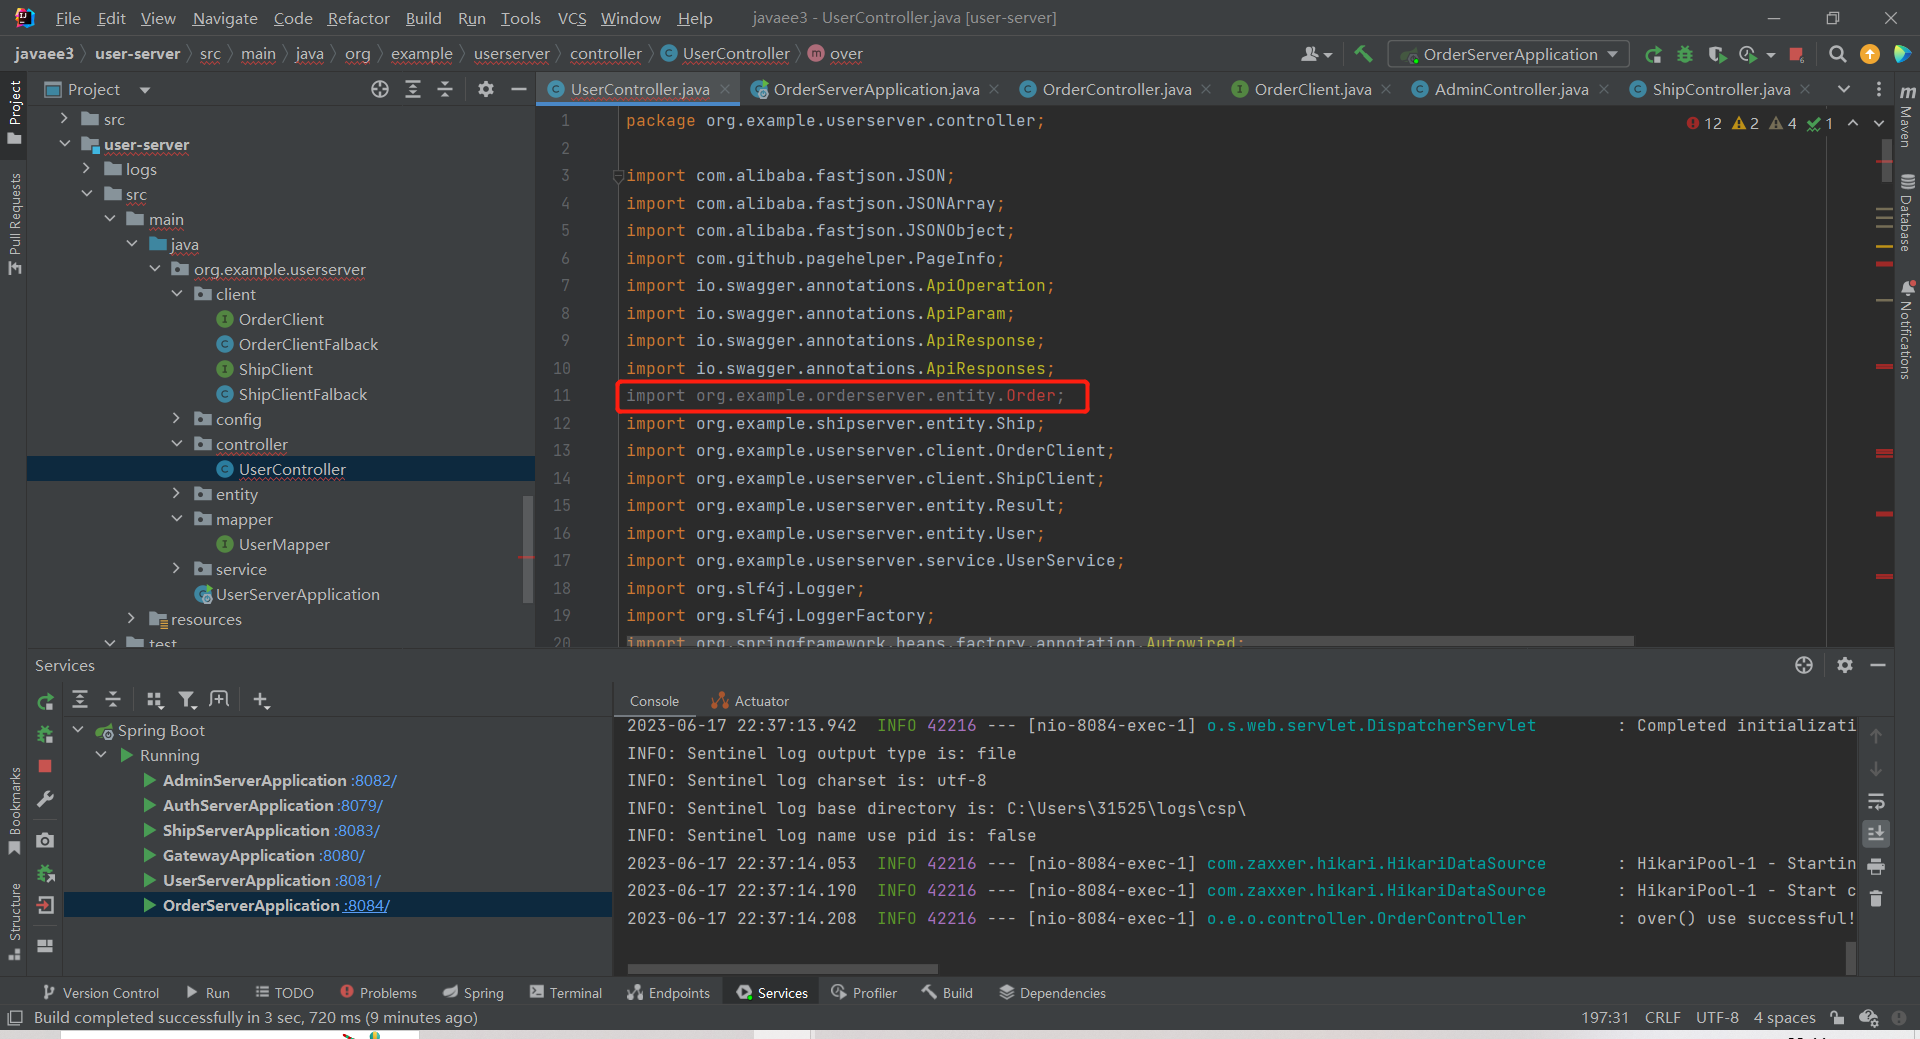 File Edit View Navigate Code Refactor Build Run Tools VCS Window Help javaee3 - UserController.java [user-server]
javaee3 user-server src main java org example userserver controller UserController over OrderServerApplication
Project
UserController.java OrderServerApplication.java OrderController.java OrderClient.java AdminController.java ShipController.java
src
user-server
logs
src
main
java
org.example.userserver
client
OrderClient
OrderClientFalback
ShipClient
ShipClientFalback
config
controller
UserController
entity
mapper
UserMapper
service
UserServerApplication
resources
test
12 2 4 1
1 package org.example.userserver.controller;
2
3 import com.alibaba.fastjson.JSON;
4 import com.alibaba.fastjson.JSONArray;
5 import com.alibaba.fastjson.JSONObject;
6 import com.github.pagehelper.PageInfo;
7 import io.swagger.annotations.ApiOperation;
8 import io.swagger.annotations.ApiParam;
9 import io.swagger.annotations.ApiResponse;
10 import io.swagger.annotations.ApiResponses;
11 import org.example.orderserver.entity.Order;
12 import org.example.shipserver.entity.Ship;
13 import org.example.userserver.client.OrderClient;
14 import org.example.userserver.client.ShipClient;
15 import org.example.userserver.entity.Result;
16 import org.example.userserver.entity.User;
17 import org.example.userserver.service.UserService;
18 import org.slf4j.Logger;
19 import org.slf4j.LoggerFactory;
20 import org.springframework.beans.factory.annotation.Autowired;
Project
Pull Requests
Bookmarks
Structure
Maven
Database
Notifications
Services
Spring Boot
Running
AdminServerApplication :8082/
AuthServerApplication :8079/
ShipServerApplication :8083/
GatewayApplication :8080/
UserServerApplication :8081/
OrderServerApplication :8084/
Console Actuator
2023-06-17 22:37:13.942 INFO 42216 --- [nio-8084-exec-1] o.s.web.servlet.DispatcherServlet : Completed initializati
INFO: Sentinel log output type is: file
INFO: Sentinel log charset is: utf-8
INFO: Sentinel log base directory is: C:\Users\31525\logs\csp\
INFO: Sentinel log name use pid is: false
2023-06-17 22:37:14.053 INFO 42216 --- [nio-8084-exec-1] com.zaxxer.hikari.HikariDataSource : HikariPool-1 - Startin
2023-06-17 22:37:14.190 INFO 42216 --- [nio-8084-exec-1] com.zaxxer.hikari.HikariDataSource : HikariPool-1 - Start c
2023-06-17 22:37:14.208 INFO 42216 --- [nio-8084-exec-1] o.e.o.controller.OrderController : over() use successful!
Version Control Run TODO Problems Spring Terminal Endpoints Services Profiler Build Dependencies
Build completed successfully in 3 sec, 720 ms (9 minutes ago) 197:31 CRLF UTF-8 4 spaces